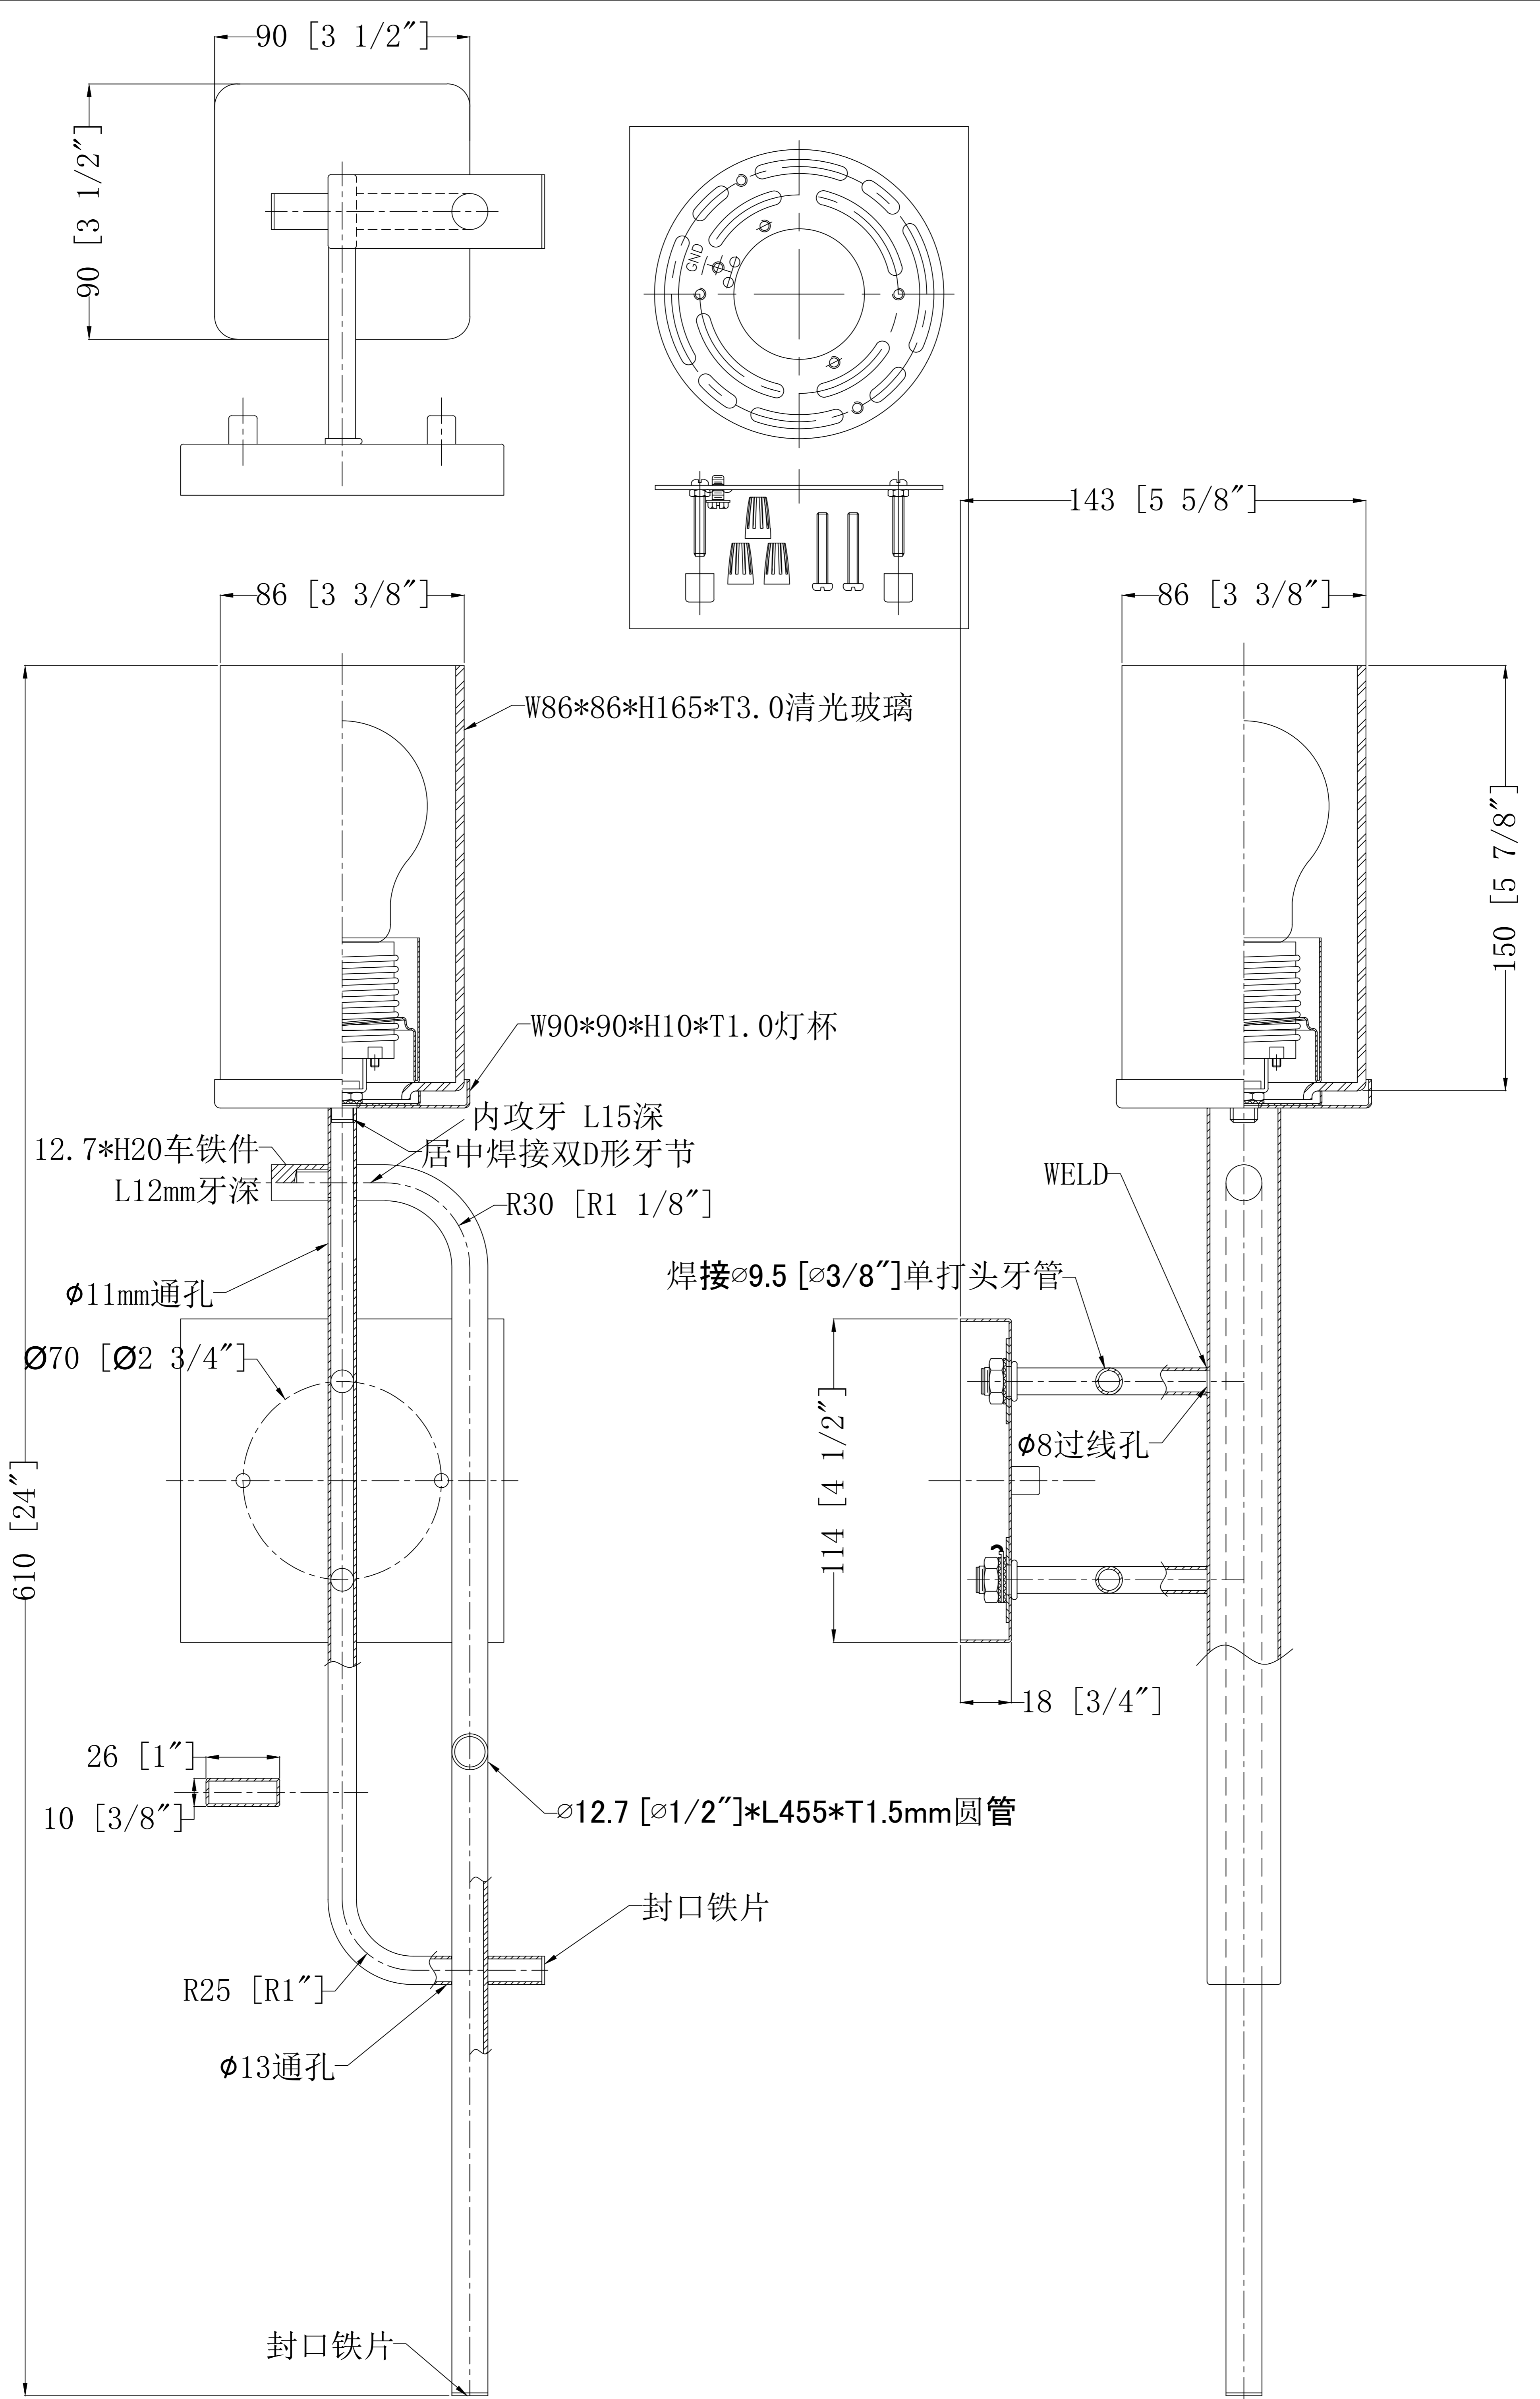 90 [3 1/2"]
90 [3 1/2"]
GND
143 [5 5/8"]
86 [3 3/8"]
86 [3 3/8"]
W86*86*H165*T3.0清光玻璃
150 [5 7/8"]
W90*90*H10*T1.0灯杯
内攻牙 L15深
居中焊接双D形牙节
12.7*H20车铁件
L12mm牙深
WELD
R30 [R1 1/8"]
焊接⌀9.5 [⌀3/8"]单打头牙管
ϕ11mm通孔
Ø70 [Ø2 3/4"]
ϕ8过线孔
114 [4 1/2"]
610 [24"]
18 [3/4"]
26 [1"]
10 [3/8"]
⌀12.7 [⌀1/2"]*L455*T1.5mm圆管
封口铁片
R25 [R1"]
ϕ13通孔
封口铁片